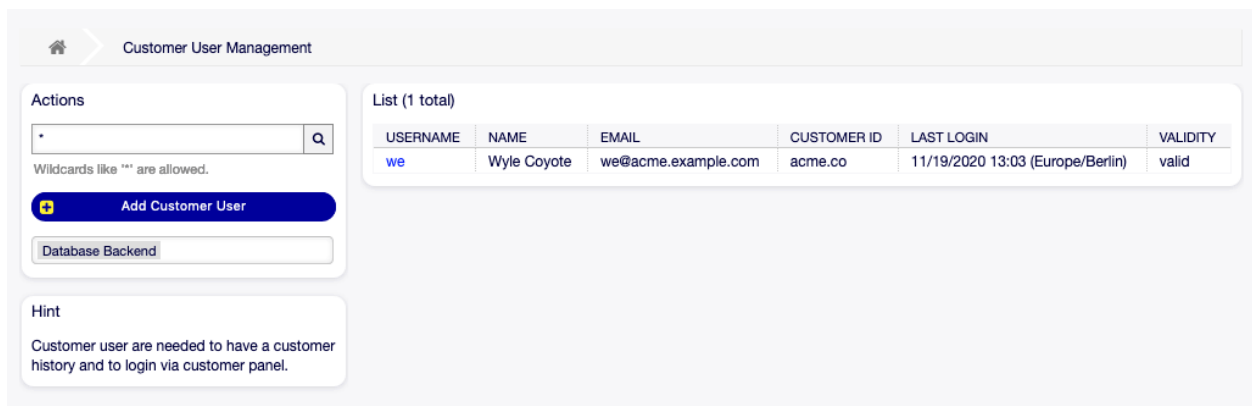 Customer User Management
Actions
*
Wildcards like '*' are allowed.
Add Customer User
Database Backend
Hint
Customer user are needed to have a customer
history and to login via customer panel.
List (1 total)
USERNAME NAME EMAIL CUSTOMER ID LAST LOGIN VALIDITY
we Wyle Coyote we@acme.example.com acme.co 11/19/2020 13:03 (Europe/Berlin) valid